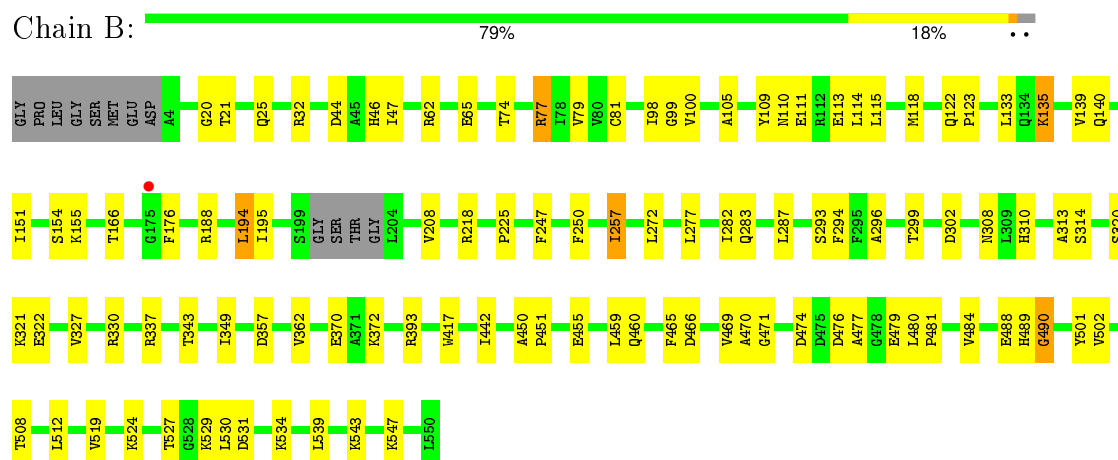 Chain B:
79% 18% • •
GLY PRO LEU GLY SER MET GLU ASP A4 G20 T21 Q25 R32 D44 A45 H46 I47 R62 E65 T74 R77 I78 V79 V80 C81 I98 G99 V100 A105 Y109 N110 E111 R112 E113 L114 L115 M118 Q122 P123 L133 Q134 K135 V139 Q140
I151 S154 K155 T166 G175 F176 R188 L194 I195 S199 GLY SER THR GLY L204 V208 R218 P225 F247 F250 I257 L272 L277 I282 Q283 L287 S293 F294 F295 A296 T299 D302 N308 L309 H310 A313 S314
K321 E322 V327 R330 R337 T343 I349 D357 V362 E370 A371 K372 R393 W417 I442 A450 P451 E455 L459 Q460 F465 D466 V469 A470 G471 D474 D475 D476 A477 G478 E479 L480 P481 V484 E488 H489 G490 Y501 V502
T508 L512 V519 K524 T527 G528 K529 L530 D531 K534 L539 K543 K547 L550